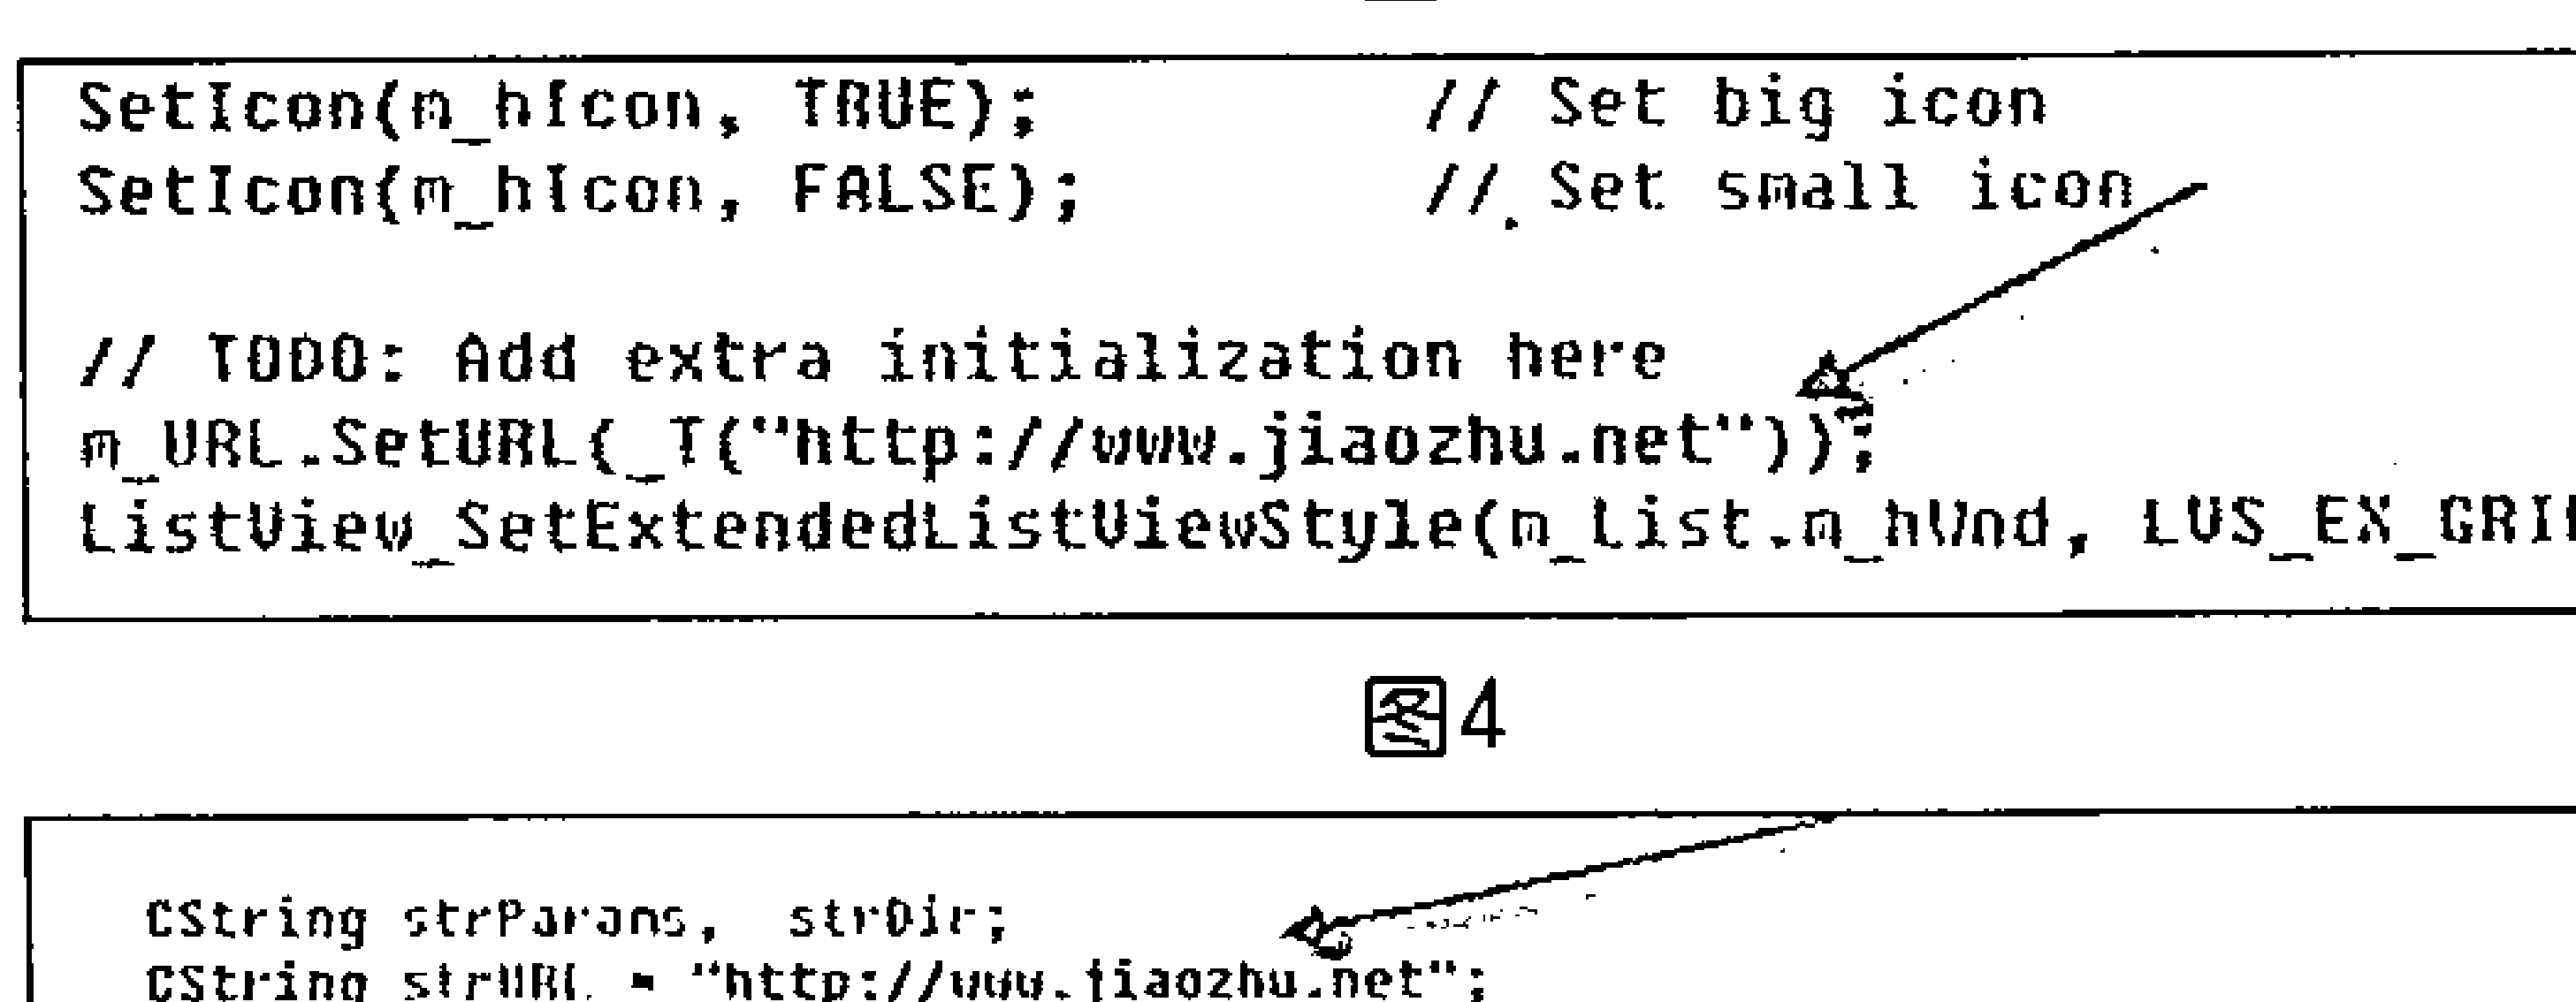 SetIcon(m_hIcon, TRUE); // Set big icon
SetIcon(m_hIcon, FALSE); // Set small icon
// TODO: Add extra initialization here
m_URL.SetURL(_T("http://www.jiaozhu.net"));
ListView_SetExtendedListViewStyle(m_List.m_hWnd, LVS_EX_GRI
图4
CString strParams, strDir;
CString strURL = "http://www.jiaozhu.net";